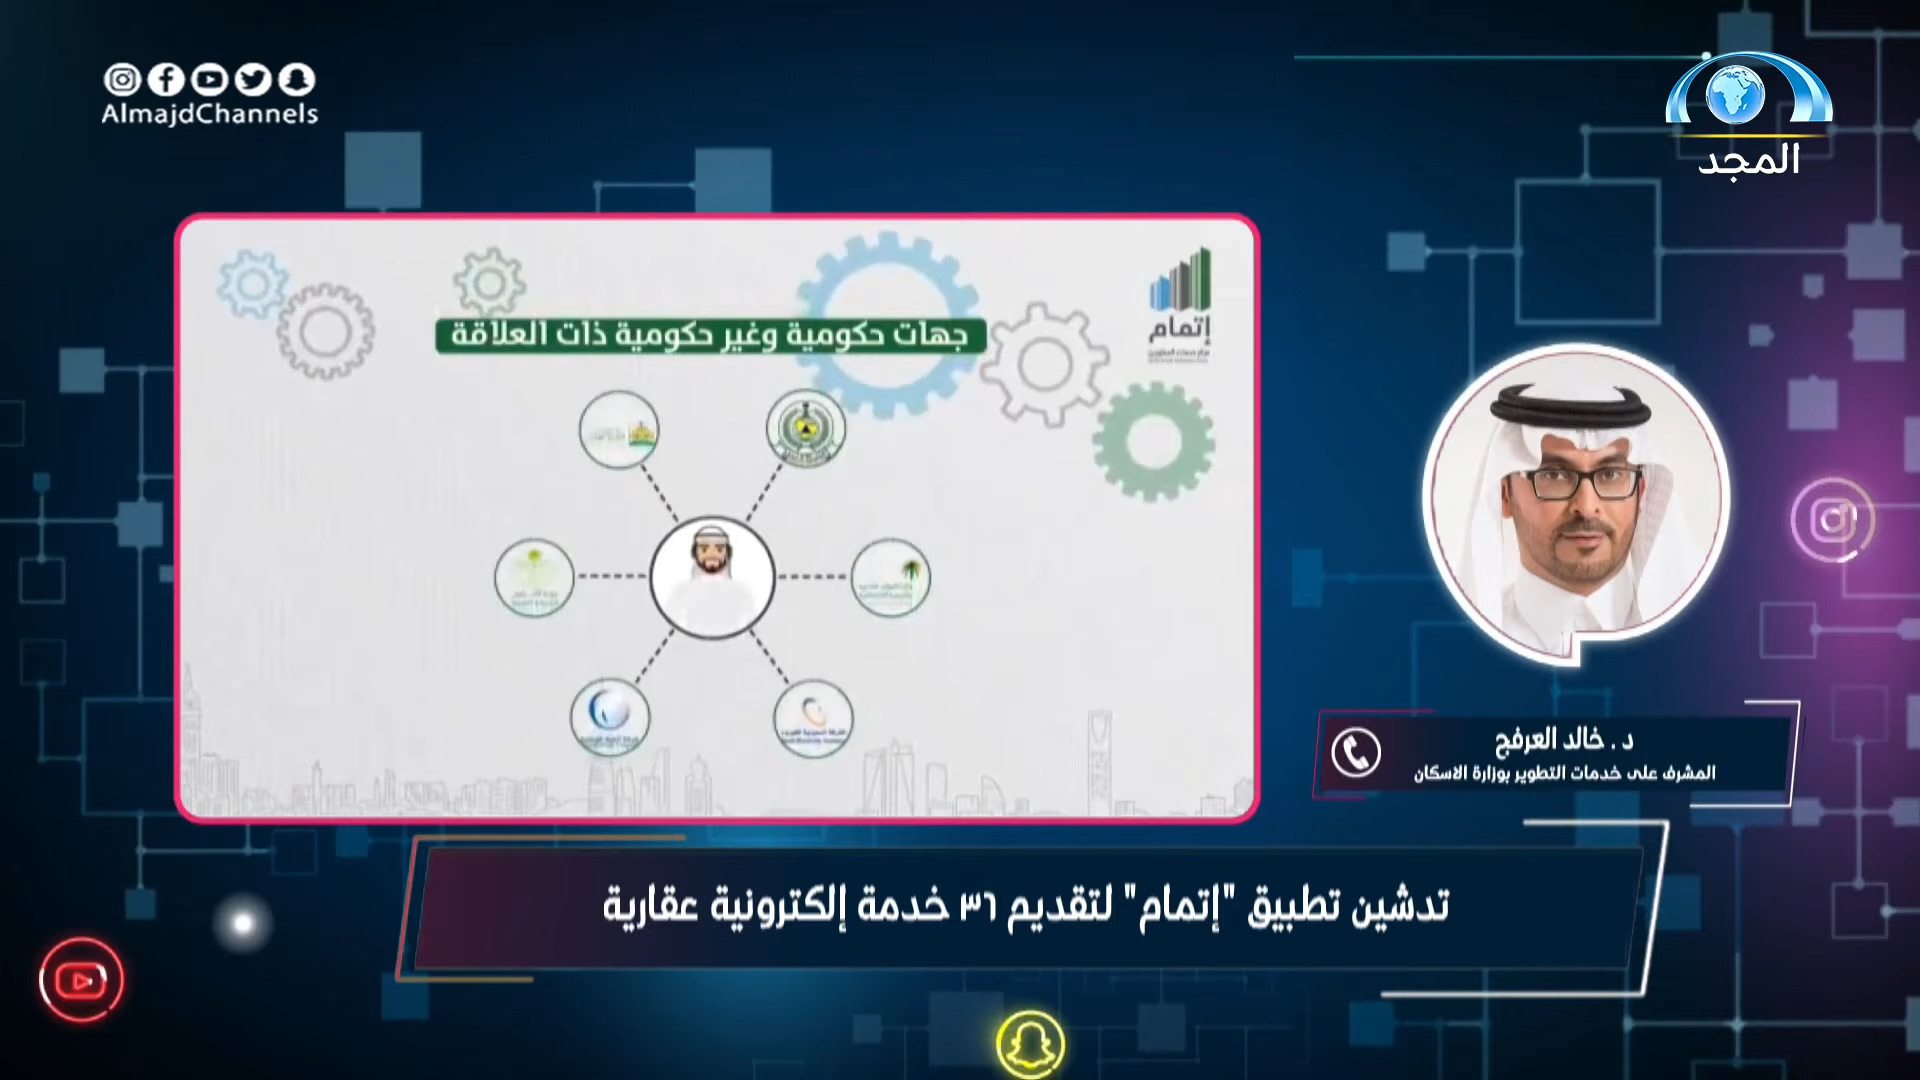 AlmajdChannels
المجد
إتمام
جهات حكومية وغير حكومية ذات العلاقة
د. خالد العرفج
المشرف على خدمات التطوير بوزارة الاسكان
تدشين تطبيق "إتمام" لتقديم ٣٦ خدمة إلكترونية عقارية